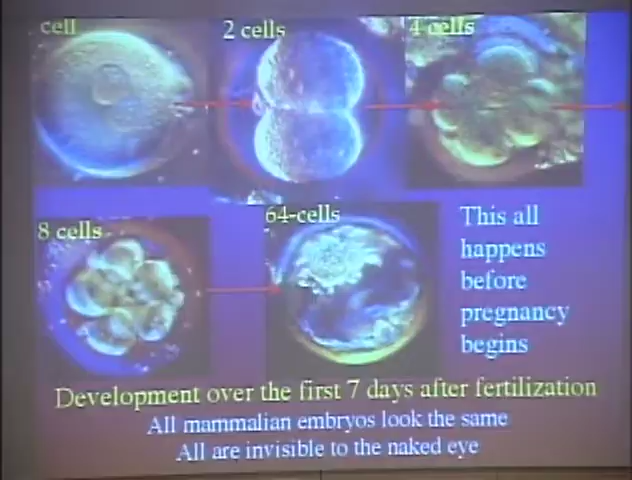 cell
2 cells
4 cells
8 cells
64-cells
This all
happens
before
pregnancy
begins
Development over the first 7 days after fertilization
All mammalian embryos look the same
All are invisible to the naked eye